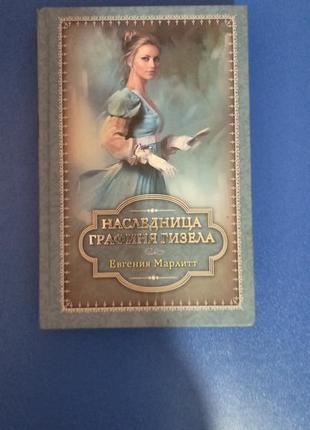 НАСЛЕДНИЦА
ГРАФИНЯ ГИЗЕЛА
Евгения Марлитт